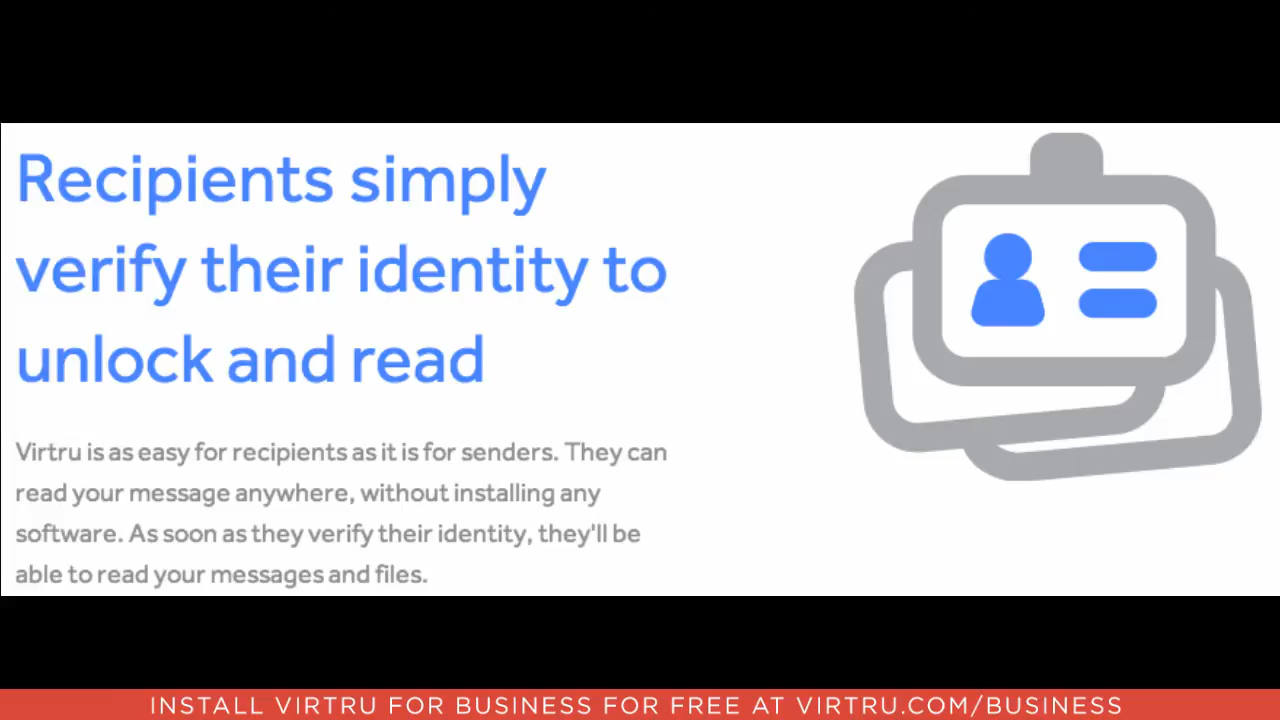 Recipients simply
verify their identity to
unlock and read
Virtru is as easy for recipients as it is for senders. They can
read your message anywhere, without installing any
software. As soon as they verify their identity, they'll be
able to read your messages and files.
INSTALL VIRTRU FOR BUSINESS FOR FREE AT VIRTRU.COM/BUSINESS